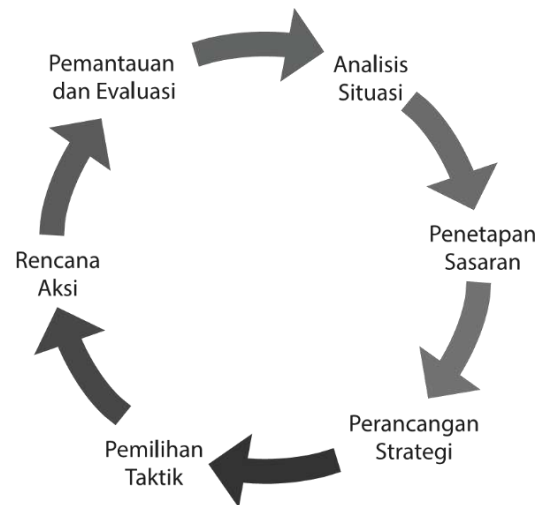 Analisis
Situasi
Penetapan
Sasaran
Perancangan
Strategi
Pemilihan
Taktik
Rencana
Aksi
Pemantauan
dan Evaluasi